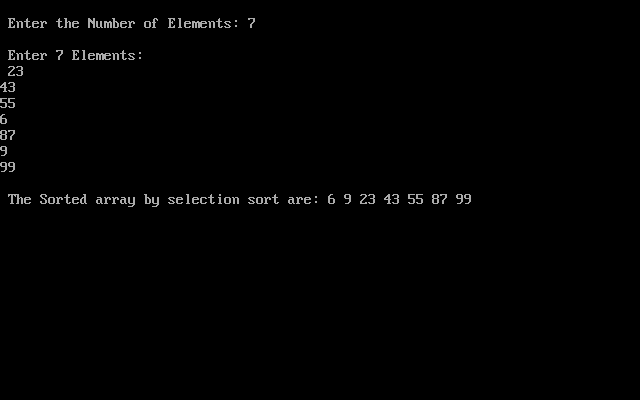 Enter the Number of Elements: 7
Enter 7 Elements:
23
43
55
6
87
9
99
The Sorted array by selection sort are: 6 9 23 43 55 87 99